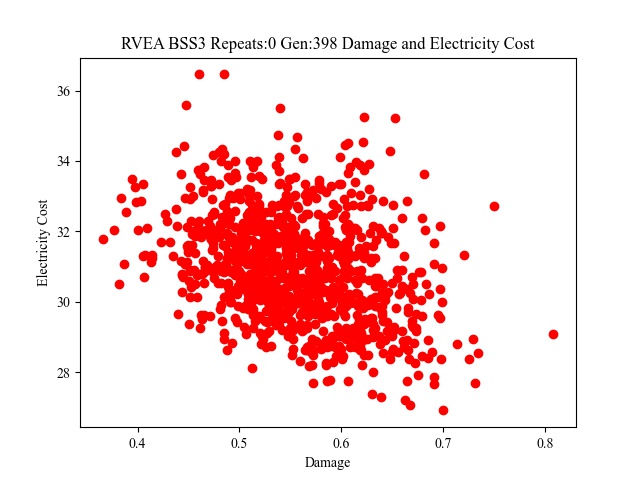 RVEA BSS3 Repeats:0 Gen:398 Damage and Electricity Cost
36
34
32
30
28
Electricity Cost
0.4 0.5 0.6 0.7 0.8
Damage